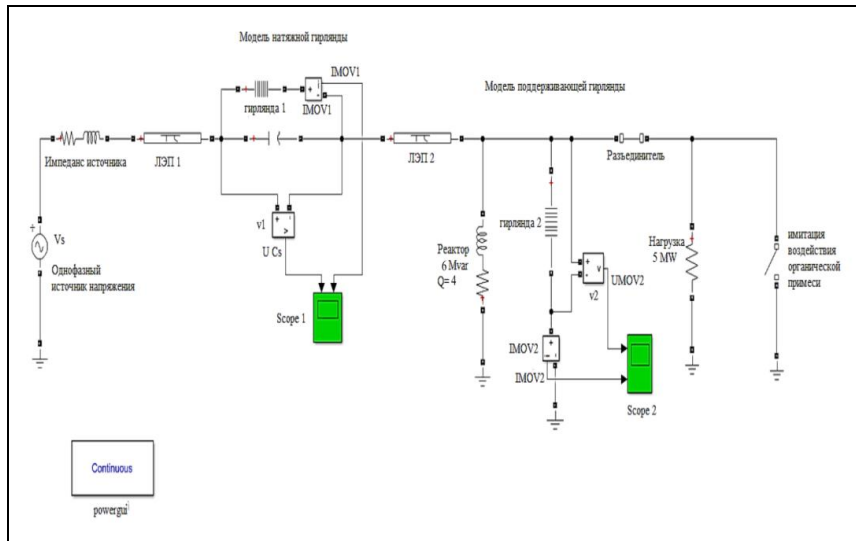 Модель натяжной гирлянды
IMOV1
гирлянда 1
IMOV1
Модель поддерживающей гирлянды
Импеданс источника
ЛЭП 1
ЛЭП 2
Разъединитель
v1
U Cs
Vs
Однофазный
источник напряжения
Scope 1
гирлянда 2
Реактор
6 Mvar
Q= 4
UMOV2
v2
Нагрузка
5 MW
имитация
воздействия
органической
примеси
IMOV2
IMOV2
Scope 2
Continuous
powergui